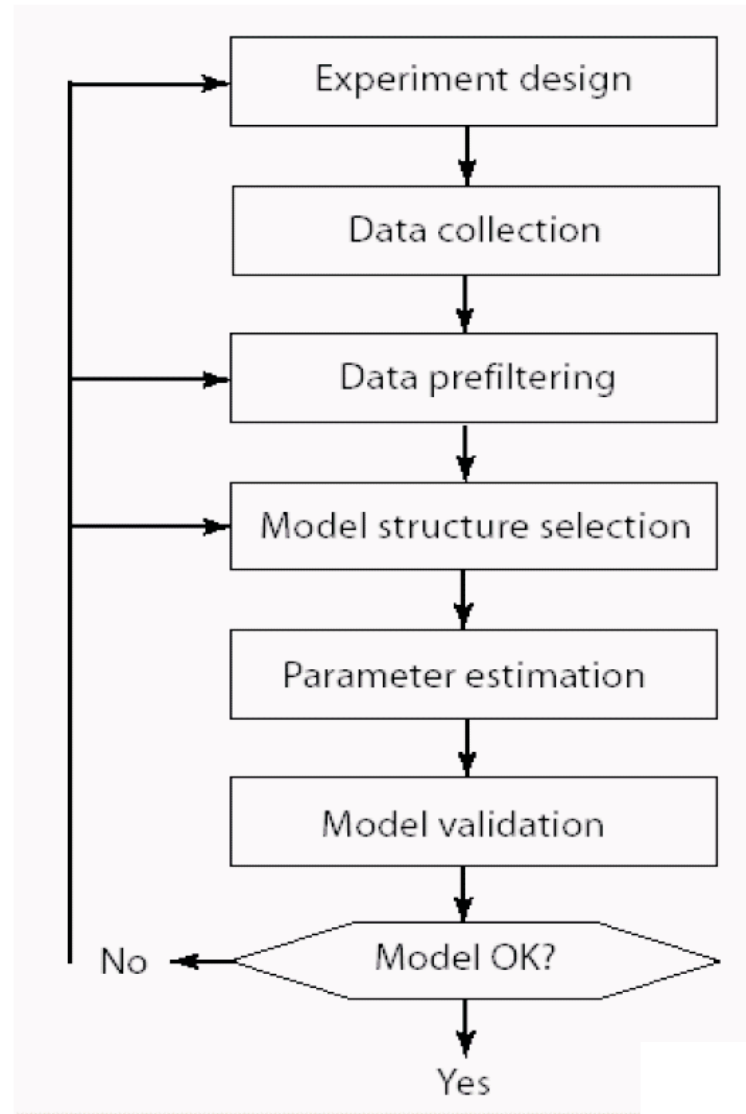 Experiment design
Data collection
Data prefiltering
Model structure selection
Parameter estimation
Model validation
Model OK?
No
Yes